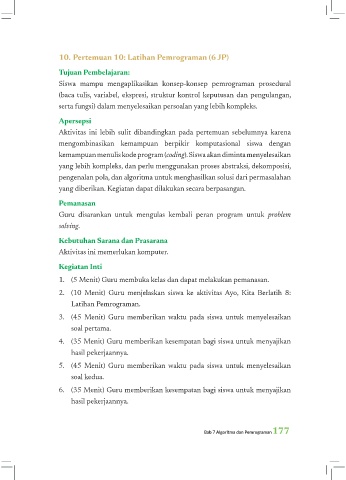 10. Pertemuan 10: Latihan Pemrograman (6 JP)
Tujuan Pembelajaran:
Siswa mampu mengaplikasikan konsep-konsep pemrograman prosedural
(baca tulis, variabel, ekspresi, struktur kontrol keputusan dan pengulangan,
serta fungsi) dalam menyelesaikan persoalan yang lebih kompleks.
Apersepsi
Aktivitas ini lebih sulit dibandingkan pada pertemuan sebelumnya karena
mengombinasikan kemampuan berpikir komputasional siswa dengan
kemampuan menulis kode program (coding). Siswa akan diminta menyelesaikan
yang lebih kompleks, dan perlu menggunakan proses abstraksi, dekomposisi,
pengenalan pola, dan algoritma untuk menghasilkan solusi dari permasalahan
yang diberikan. Kegiatan dapat dilakukan secara berpasangan.
Pemanasan
Guru disarankan untuk mengulas kembali peran program untuk problem
solving.
Kebutuhan Sarana dan Prasarana
Aktivitas ini memerlukan komputer.
Kegiatan Inti
1. (5 Menit) Guru membuka kelas dan dapat melakukan pemanasan.
2. (10 Menit) Guru menjelaskan siswa ke aktivitas Ayo, Kita Berlatih 8:
Latihan Pemrograman.
3. (45 Menit) Guru memberikan waktu pada siswa untuk menyelesaikan
soal pertama.
4. (35 Menit) Guru memberikan kesempatan bagi siswa untuk menyajikan
hasil pekerjaannya.
5. (45 Menit) Guru memberikan waktu pada siswa untuk menyelesaikan
soal kedua.
6. (35 Menit) Guru memberikan kesempatan bagi siswa untuk menyajikan
hasil pekerjaannya.
Bab 7 Algoritma dan Pemrograman 177